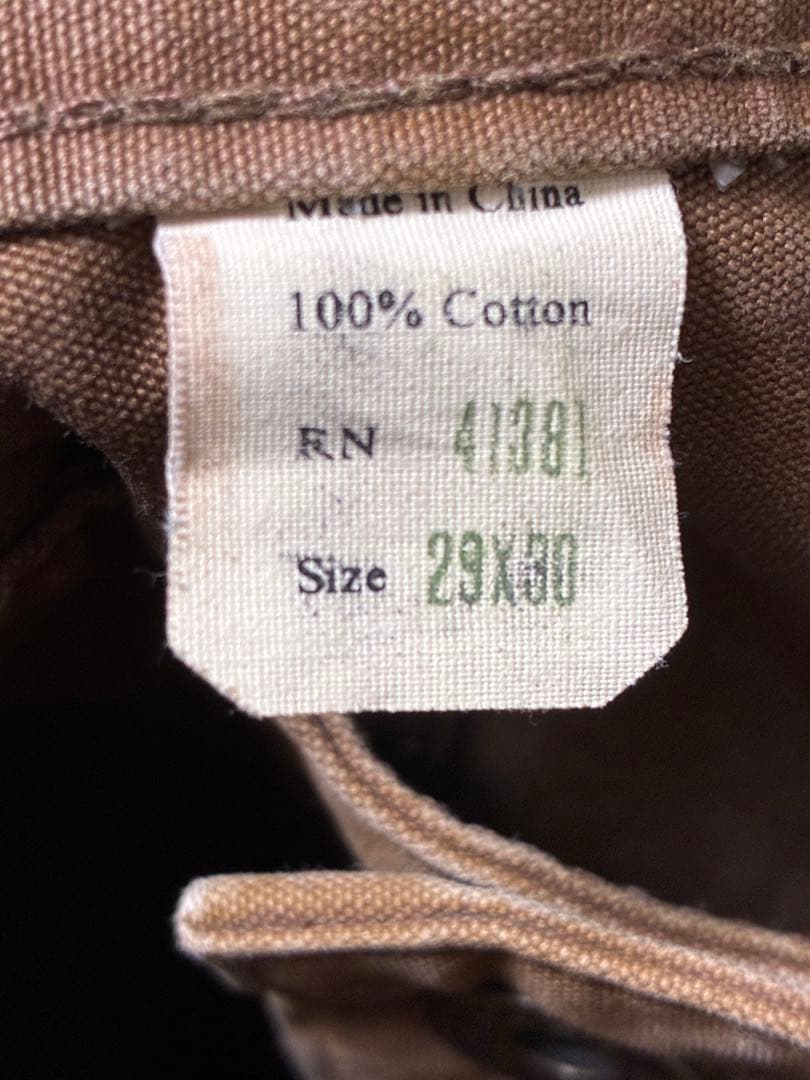 Made in China
100% Cotton
RN 41381
Size 29X30